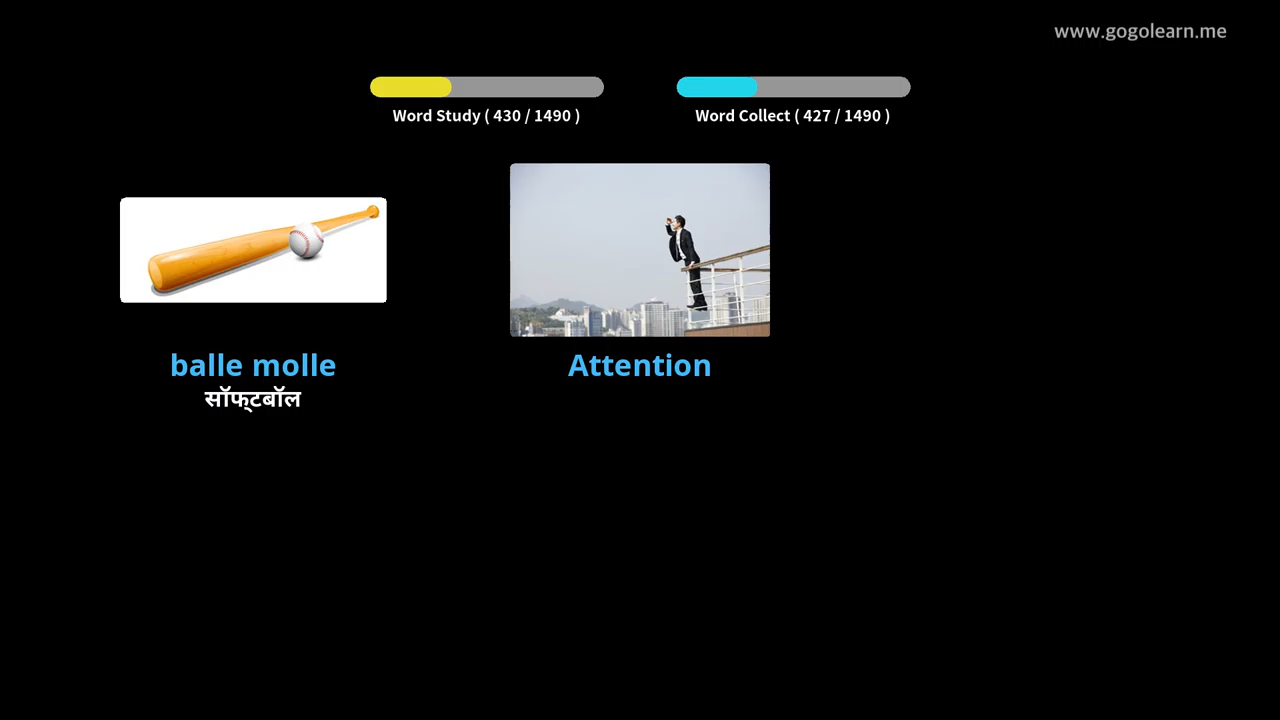 www.gogolearn.me
Word Study ( 430 / 1490 )
Word Collect ( 427 / 1490 )
balle molle
सॉफ्टबॉल
Attention